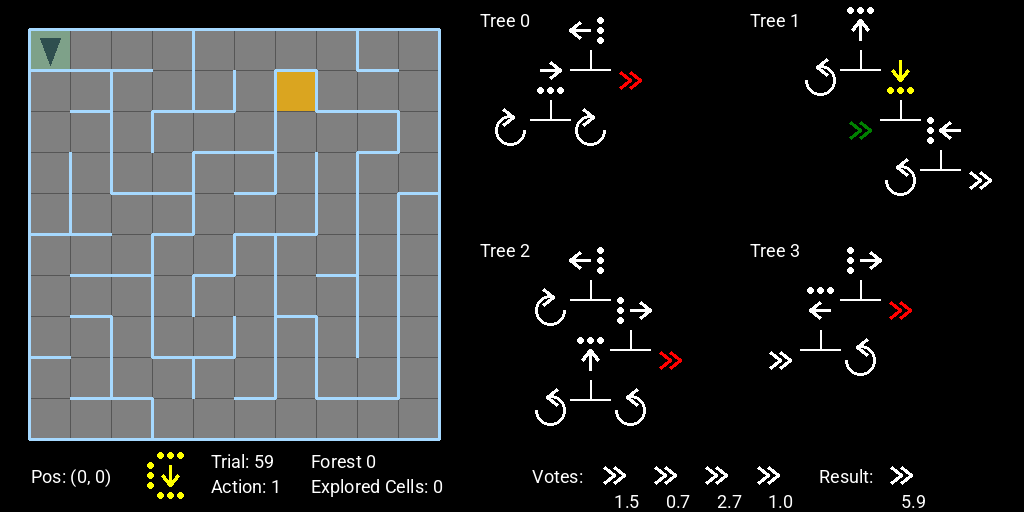 Tree 0
Tree 1
Tree 2
Tree 3
Pos: (0, 0)
Trial: 59
Forest 0
Action: 1
Explored Cells: 0
Votes:
Result:
1.5
0.7
2.7
1.0
5.9